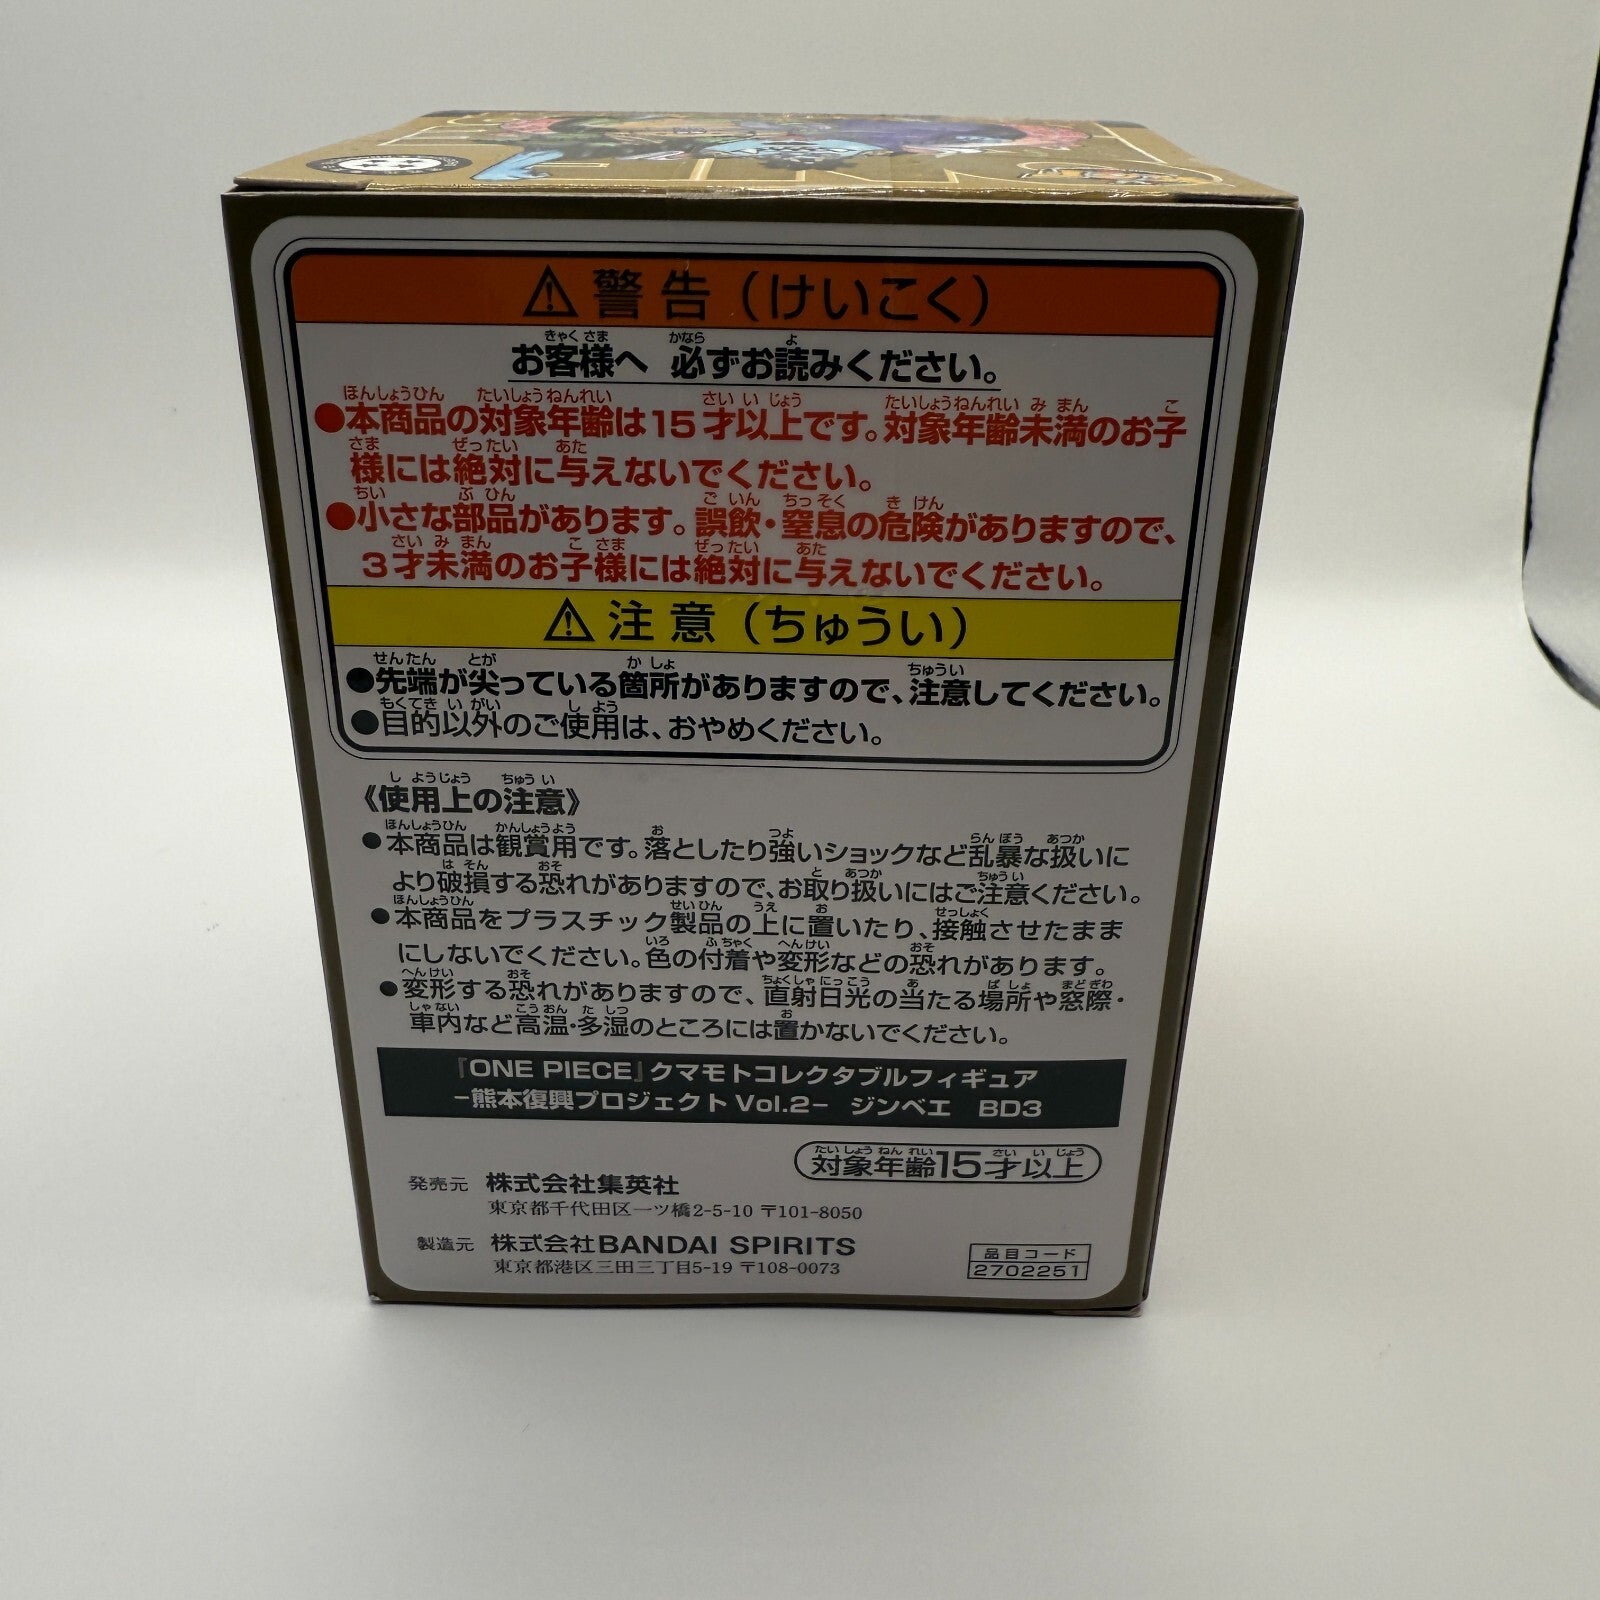 ⚠警告（けいこく）
お客様へ 必ずお読みください。
●本商品の対象年齢は15才以上です。対象年齢未満のお子
様には絶対に与えないでください。
●小さな部品があります。誤飲・窒息の危険がありますので、
3才未満のお子様には絶対に与えないでください。
⚠注意（ちゅうい）
●先端が尖っている箇所がありますので、注意してください。
●目的以外のご使用は、おやめください。
《使用上の注意》
●本商品は観賞用です。落としたり強いショックなど乱暴な扱いに
より破損する恐れがありますので、お取り扱いにはご注意ください。
●本商品をプラスチック製品の上に置いたり、接触させたまま
にしないでください。色の付着や変形などの恐れがあります。
●変形する恐れがありますので、直射日光の当たる場所や窓際・
車内など高温・多湿のところには置かないでください。
『ONE PIECE』クマモトコレクタブルフィギュア
-熊本復興プロジェクトVol.2- ジンベエ BD3
対象年齢15才以上
発売元 株式会社集英社
東京都千代田区一ツ橋2-5-10 〒101-8050
製造元 株式会社BANDAI SPIRITS
東京都港区三田三丁目5-19 〒108-0073
品目コード
2702251